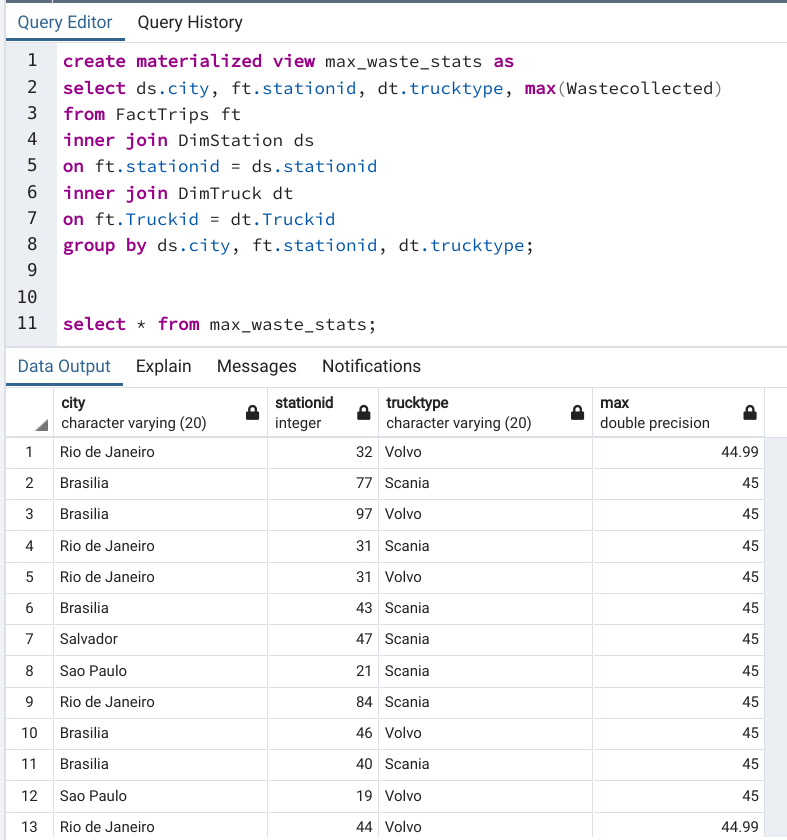 Query Editor Query History
1 create materialized view max_waste_stats as
2 select ds.city, ft.stationid, dt.trucktype, max(Wastecollected)
3 from FactTrips ft
4 inner join DimStation ds
5 on ft.stationid = ds.stationid
6 inner join DimTruck dt
7 on ft.Truckid = dt.Truckid
8 group by ds.city, ft.stationid, dt.trucktype;
9
10
11 select * from max_waste_stats;
Data Output Explain Messages Notifications
city stationid trucktype max
character varying (20) integer character varying (20) double precision
1 Rio de Janeiro 32 Volvo 44.99
2 Brasilia 77 Scania 45
3 Brasilia 97 Volvo 45
4 Rio de Janeiro 31 Scania 45
5 Rio de Janeiro 31 Volvo 45
6 Brasilia 43 Scania 45
7 Salvador 47 Scania 45
8 Sao Paulo 21 Scania 45
9 Rio de Janeiro 84 Scania 45
10 Brasilia 46 Volvo 45
11 Brasilia 40 Scania 45
12 Sao Paulo 19 Volvo 45
13 Rio de Janeiro 44 Volvo 44.99